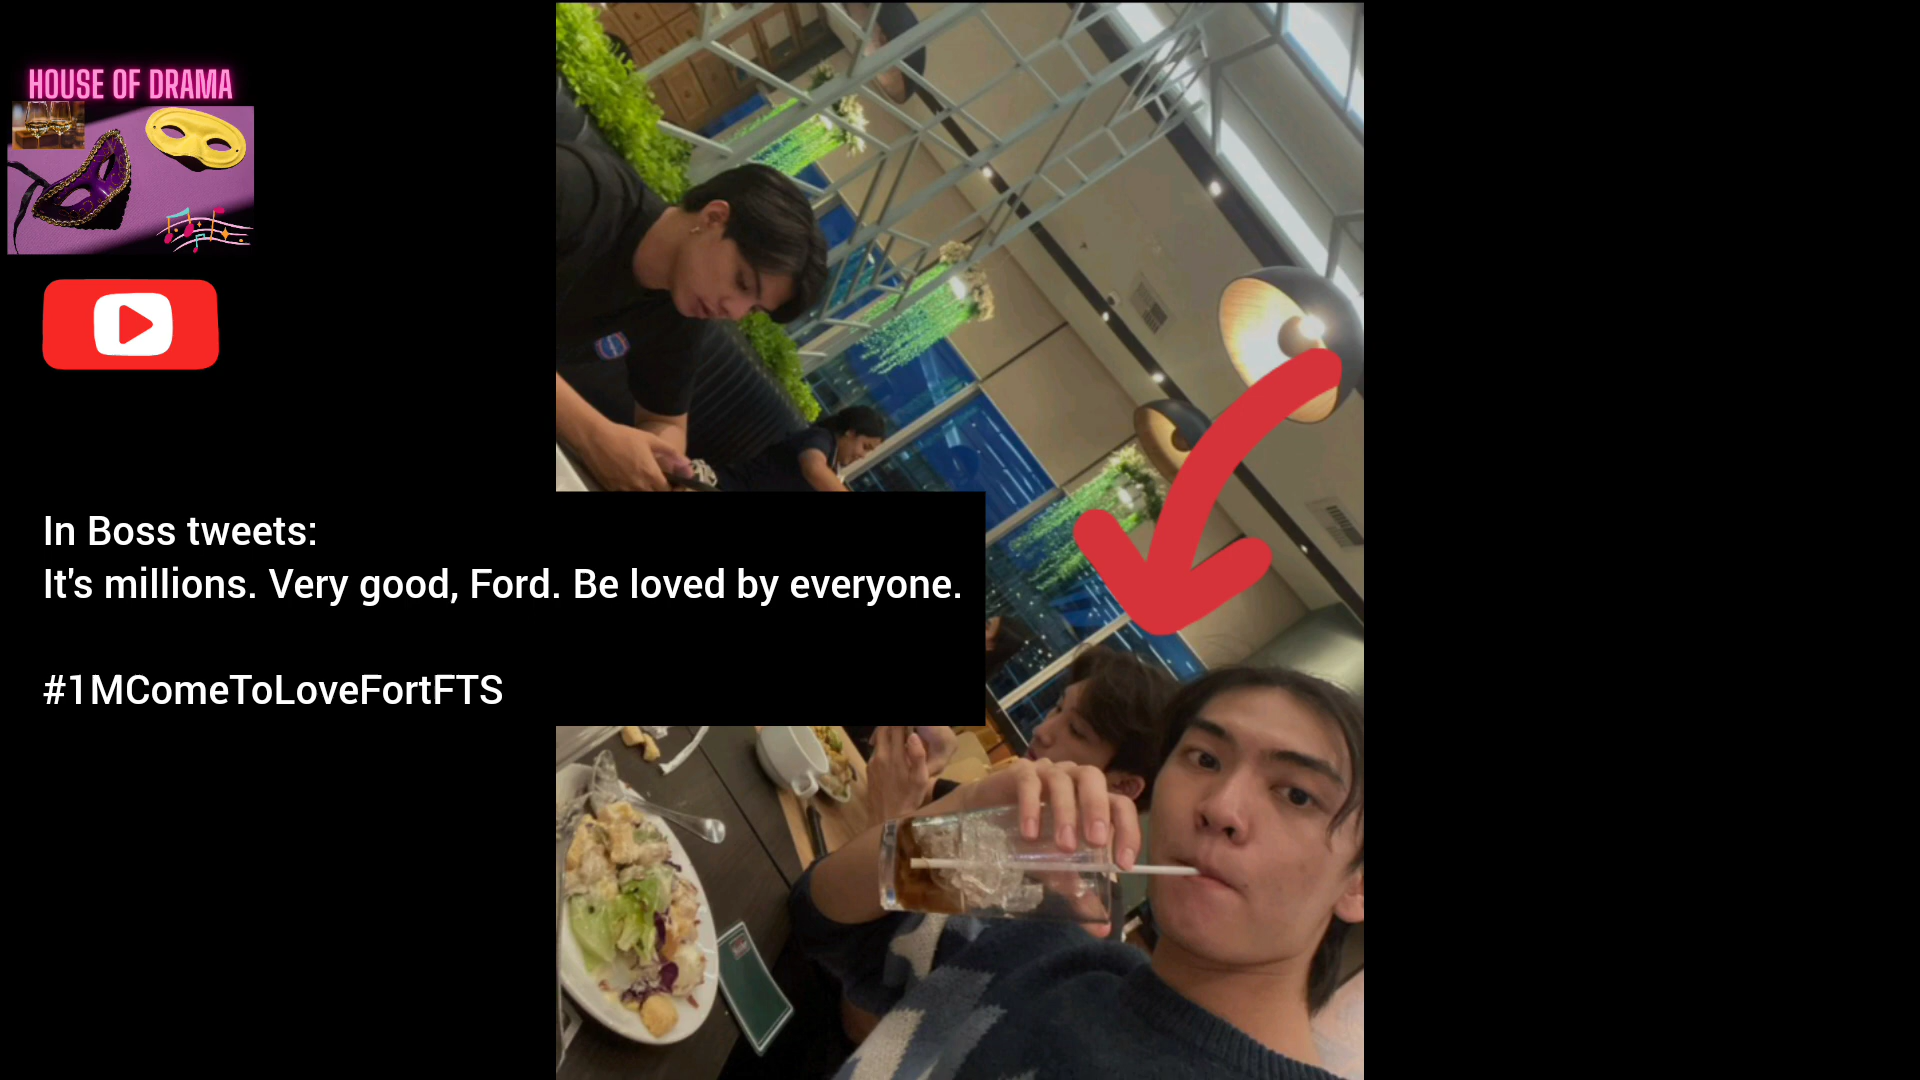 HOUSE OF DRAMA
In Boss tweets:
It's millions. Very good, Ford. Be loved by everyone.
#1MComeToLoveFortFTS